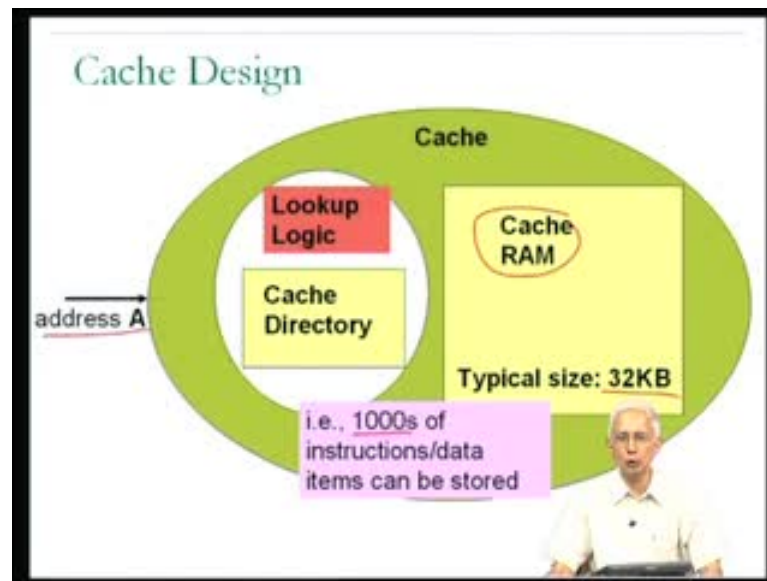 Cache Design
Cache
Lookup
Logic
Cache
RAM
address A
Cache
Directory
Typical size: 32KB
i.e., 1000s of
instructions/data
items can be stored